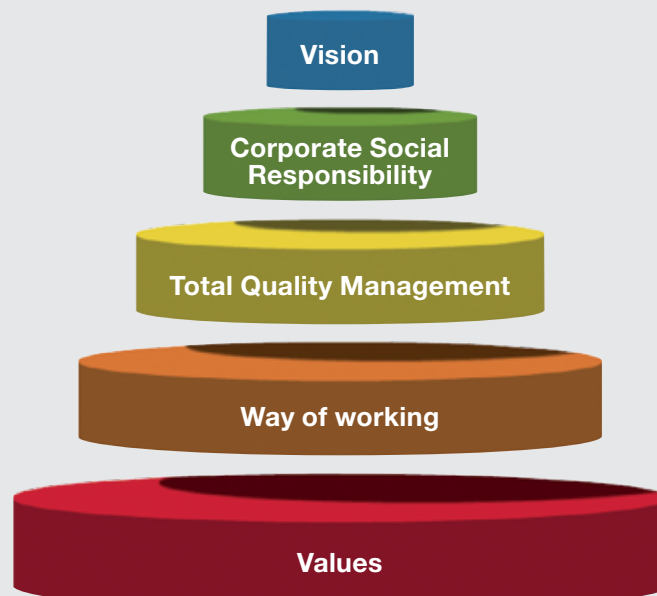 Vision
Corporate Social
Responsibility
Total Quality Management
Way of working
Values